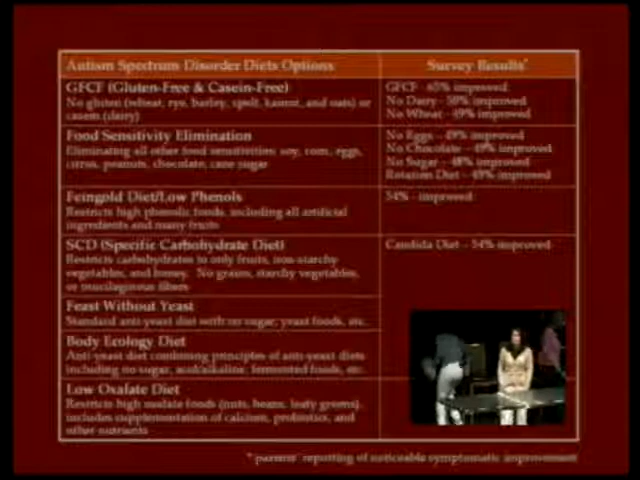 Autism Spectrum Disorder Diets Options
Survey Results*
GFCF (Gluten-Free & Casein-Free)
No gluten (wheat, rye, barley, spelt, kamut, and oats) or
casein (dairy)
GFCF - 65% improved
No Dairy - 50% improved
No Wheat - 49% improved
Food Sensitivity Elimination
Eliminating all other food sensitivities: soy, corn, eggs,
citrus, peanuts, chocolate, cane sugar
No Eggs - 49% improved
No Chocolate - 49% improved
No Sugar - 48% improved
Rotation Diet - 49% improved
Feingold Diet/Low Phenols
Restricts high phenolic foods, including all artificial
ingredients and many fruits
54% - improved
SCD (Specific Carbohydrate Diet)
Restricts carbohydrates to only fruits, non-starchy
vegetables, and honey. No grains, starchy vegetables,
or mucilaginous fibers
Candida Diet - 54% improved
Feast Without Yeast
Standard anti-yeast diet with no sugar, yeast foods, etc.
Body Ecology Diet
Anti-yeast diet combining principles of anti-yeast diets
including no sugar, acid/alkaline, fermented foods, etc.
Low Oxalate Diet
Restricts high oxalate foods (nuts, beans, leafy greens),
includes supplementation of calcium, probiotics, and
other nutrients
* parents' reporting of noticeable symptomatic improvement